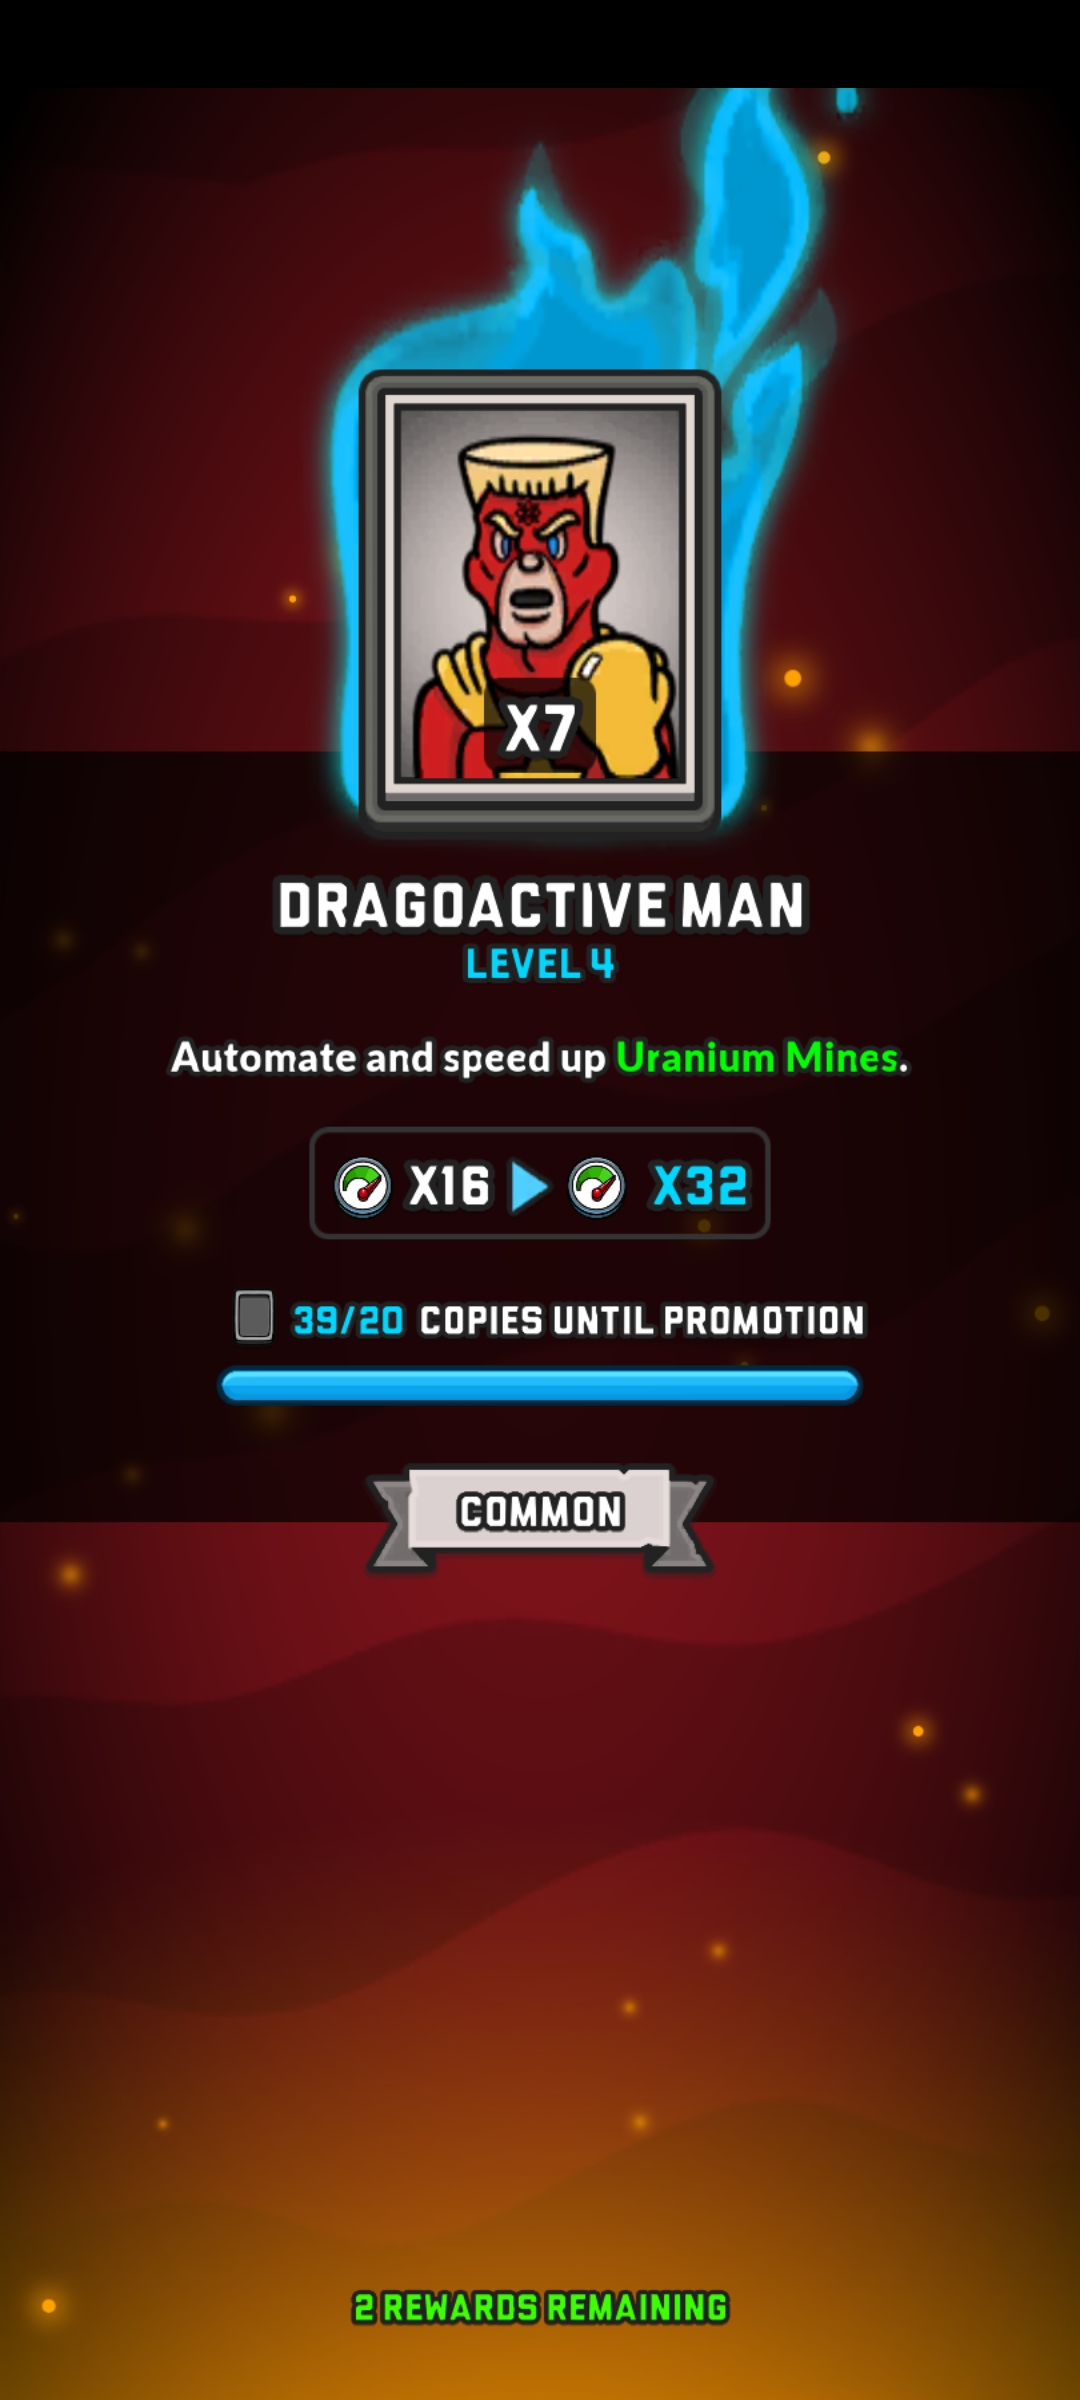 X7
DRAGOACTIVE MAN
LEVEL 4
Automate and speed up Uranium Mines.
X16 X32
39/20 COPIES UNTIL PROMOTION
COMMON
2 REWARDS REMAINING